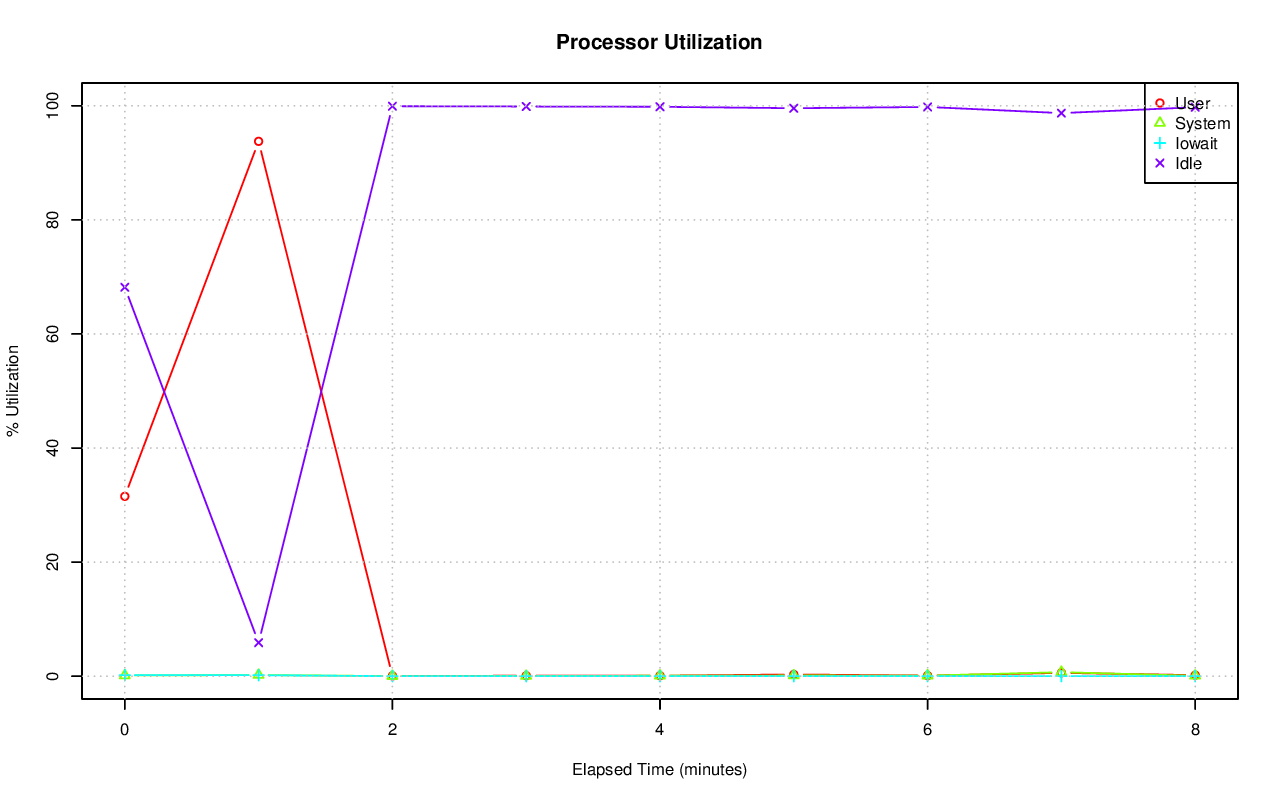 Processor Utilization
100
80
60
40
20
0
% Utilization
User
System
Iowait
Idle
0 2 4 6 8
Elapsed Time (minutes)